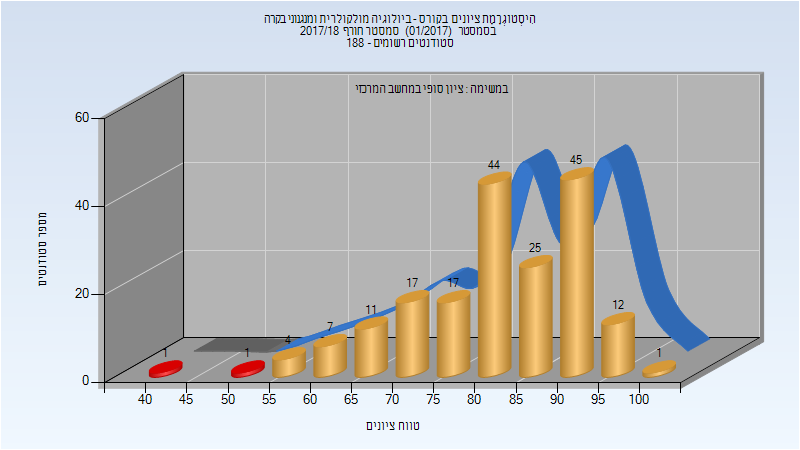 הִיסְטוֹגְרָמַת ציונים בקורס - ביולוגיה מולקולרית ומנגנוני בקרה
בסמסטר (01/2017) סמסטר חורף 2017/18
סטודנטים רשומים - 188
במשימה : ציון סופי במחשב המרכזי
מספר סטודנטים
60
40
20
0
1
1
4
7
11
17
17
44
25
45
12
1
40 45 50 55 60 65 70 75 80 85 90 95 100
טווח ציונים